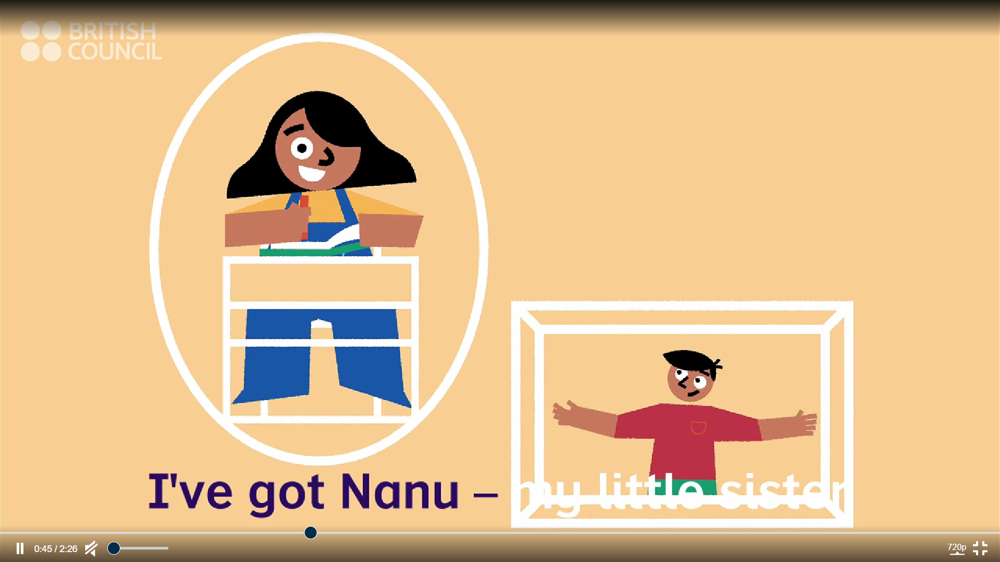 BRITISH
COUNCIL
I've got Nanu – my little sister
0:45 / 2:26
720p